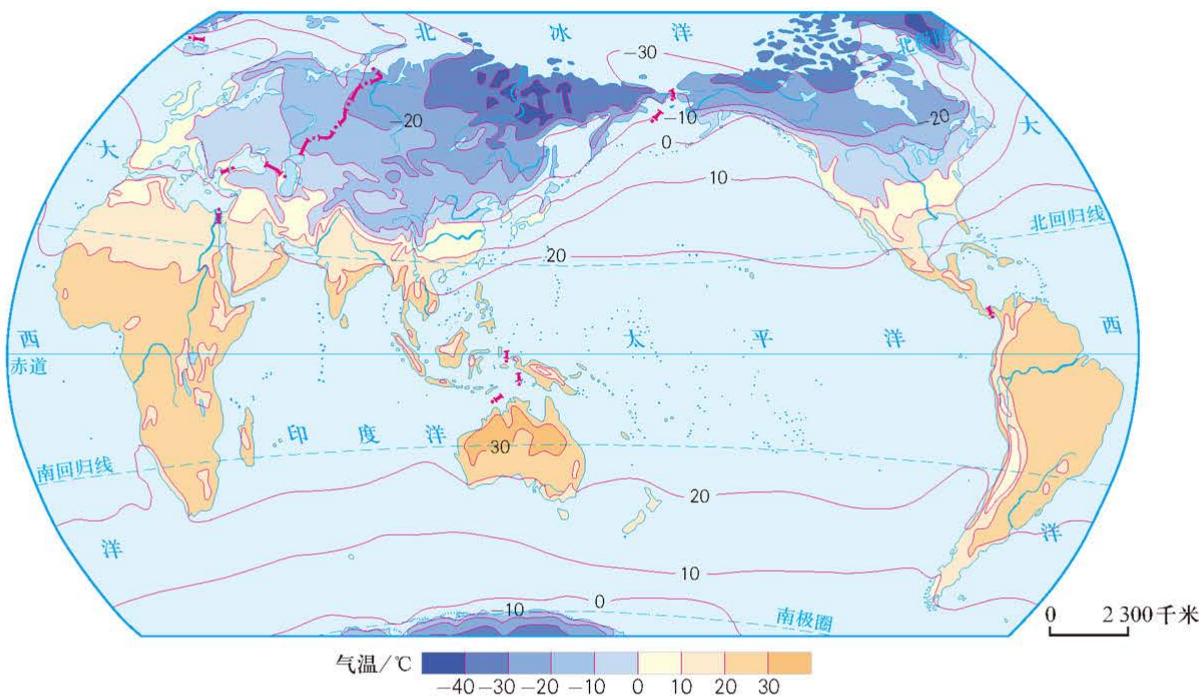 北 冰 洋
北极圈
-30
-20
-10
-20
0
大
大
10
北回归线
20
西
太 平 洋
西
赤道
印 度 洋
30
南回归线
20
洋
洋
10
0
-10
南极圈
0 2 300千米
气温/℃
-40 -30 -20 -10 0 10 20 30